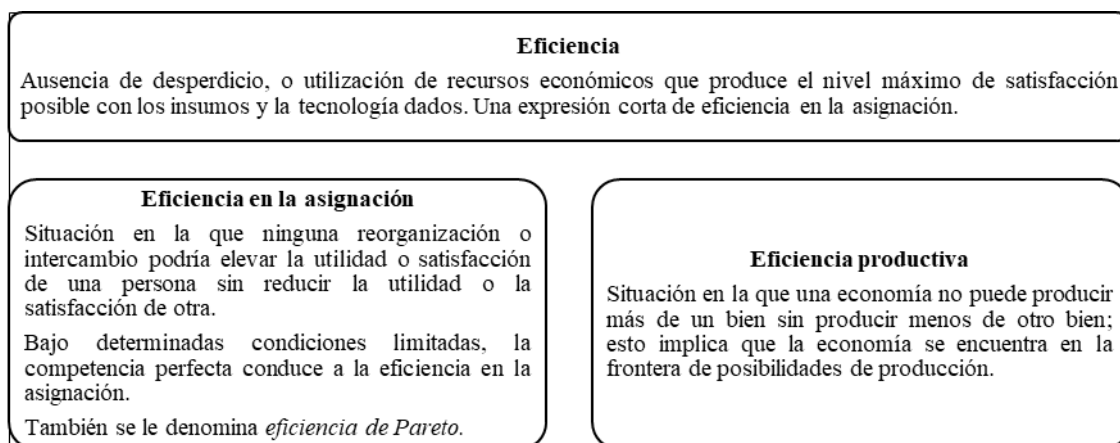 Eficiencia
Ausencia de desperdicio, o utilización de recursos económicos que produce el nivel máximo de satisfacción
posible con los insumos y la tecnología dados. Una expresión corta de eficiencia en la asignación.
Eficiencia en la asignación
Situación en la que ninguna reorganización o
intercambio podría elevar la utilidad o satisfacción
de una persona sin reducir la utilidad o la
satisfacción de otra.
Bajo determinadas condiciones limitadas, la
competencia perfecta conduce a la eficiencia en la
asignación.
También se le denomina eficiencia de Pareto.
Eficiencia productiva
Situación en la que una economía no puede producir
más de un bien sin producir menos de otro bien;
esto implica que la economía se encuentra en la
frontera de posibilidades de producción.